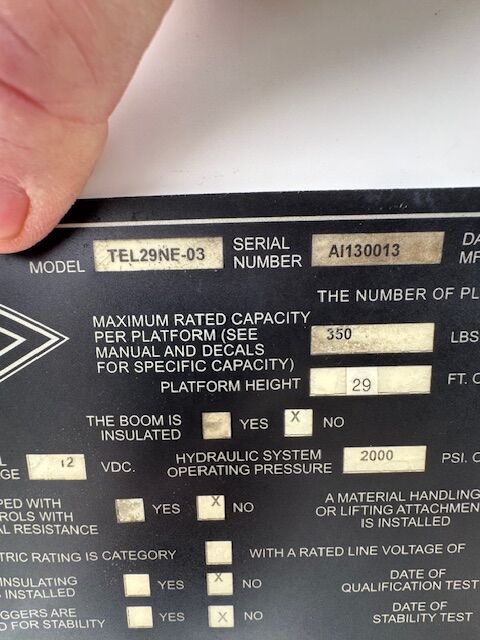 MODEL TEL29NE-03 SERIAL NUMBER AI130013 DA MF
THE NUMBER OF PL
MAXIMUM RATED CAPACITY
PER PLATFORM (SEE
MANUAL AND DECALS
FOR SPECIFIC CAPACITY) 350 LBS
PLATFORM HEIGHT 29 FT. O
THE BOOM IS
INSULATED YES X NO
L
GE 12 VDC. HYDRAULIC SYSTEM
OPERATING PRESSURE 2000 PSI. O
PED WITH
ROLS WITH
AL RESISTANCE YES X NO
A MATERIAL HANDLING
OR LIFTING ATTACHMEN
IS INSTALLED
TRIC RATING IS CATEGORY WITH A RATED LINE VOLTAGE OF
INSULATING
S INSTALLED YES X NO
DATE OF
QUALIFICATION TEST
GGERS ARE
D FOR STABILITY YES X NO
DATE OF
STABILITY TEST